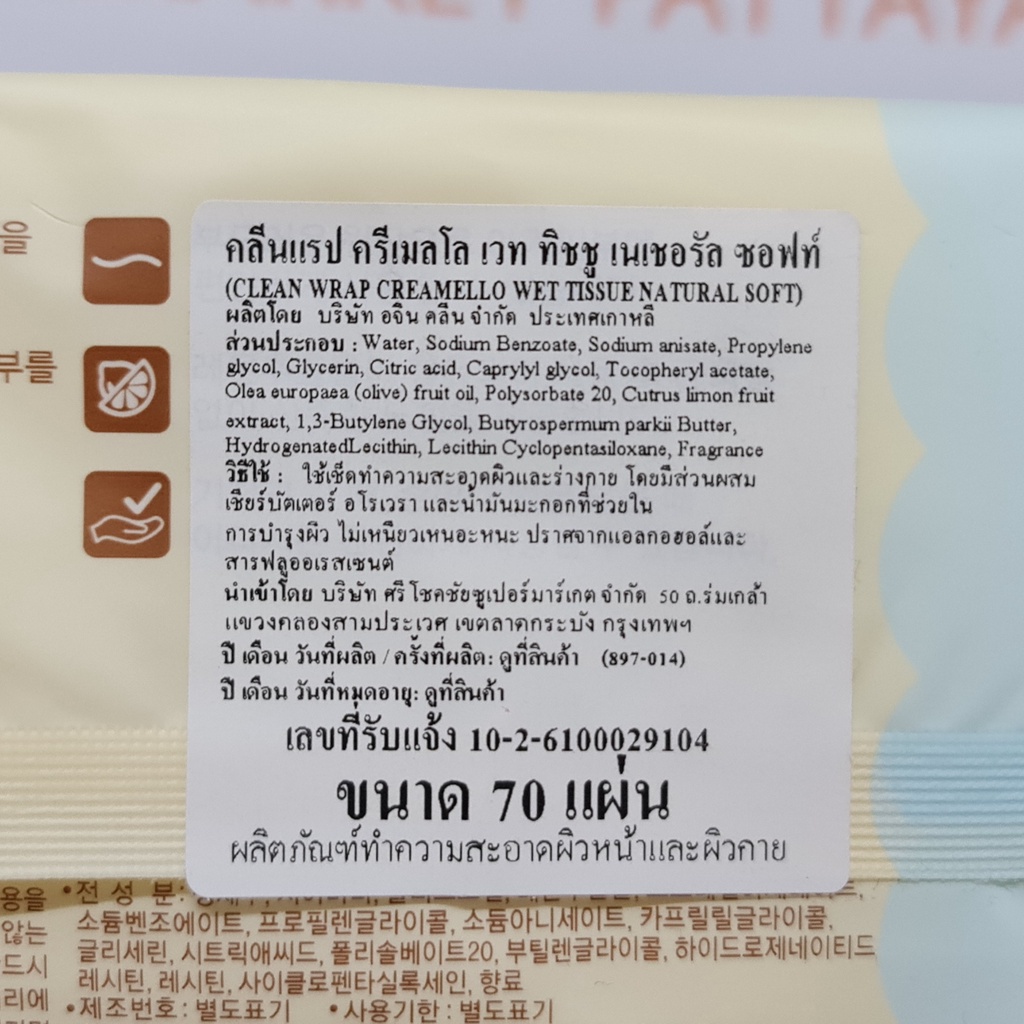 PATTAYA
을
부를
คลีนแรป ครีเมลโล เวท ทิชชู เนเชอรัล ซอฟท์
(CLEAN WRAP CREAMELLO WET TISSUE NATURAL SOFT)
ผลิตโดย บริษัท อจิน คลีน จำกัด ประเทศเกาหลี
ส่วนประกอบ : Water, Sodium Benzoate, Sodium anisate, Propylene
glycol, Glycerin, Citric acid, Caprylyl glycol, Tocopheryl acetate,
Olea europaea (olive) fruit oil, Polysorbate 20, Cutrus limon fruit
extract, 1,3-Butylene Glycol, Butyrospermum parkii Butter,
HydrogenatedLecithin, Lecithin Cyclopentasiloxane, Fragrance
วิธีใช้ : ใช้เช็ดทำความสะอาดผิวและร่างกาย โดยมีส่วนผสม
เชียร์บัตเตอร์ อโรเวรา และน้ำมันมะกอกที่ช่วยใน
การบำรุงผิว ไม่เหนียวเหนอะหนะ ปราศจากแอลกอฮอล์และ
สารฟลูออเรสเซนต์
นำเข้าโดย บริษัท ศรีโชคชัยซูเปอร์มาร์เกต จำกัด 50 ถ.ร่มเกล้า
แขวงคลองสามประเวศ เขตลาดกระบัง กรุงเทพฯ
ปี เดือน วันที่ผลิต / ครั้งที่ผลิต: ดูที่สินค้า (897-014)
ปี เดือน วันที่หมดอายุ: ดูที่สินค้า
เลขที่รับแจ้ง 10-2-6100029104
ขนาด 70 แผ่น
ผลิตภัณฑ์ทำความสะอาดผิวหน้าและผิวกาย
용을 •전 성 분:
않는 소듐벤조에이트, 프로필렌글라이콜, 소듐아니세이트, 카프릴릴글라이콜,
드시 글리세린, 시트릭애씨드, 폴리솔베이트20, 부틸렌글라이콜, 하이드로제네이티드
리에 레시틴, 레시틴, 사이클로펜타실록세인, 향료
•제조번호: 별도표기 •사용기한: 별도표기